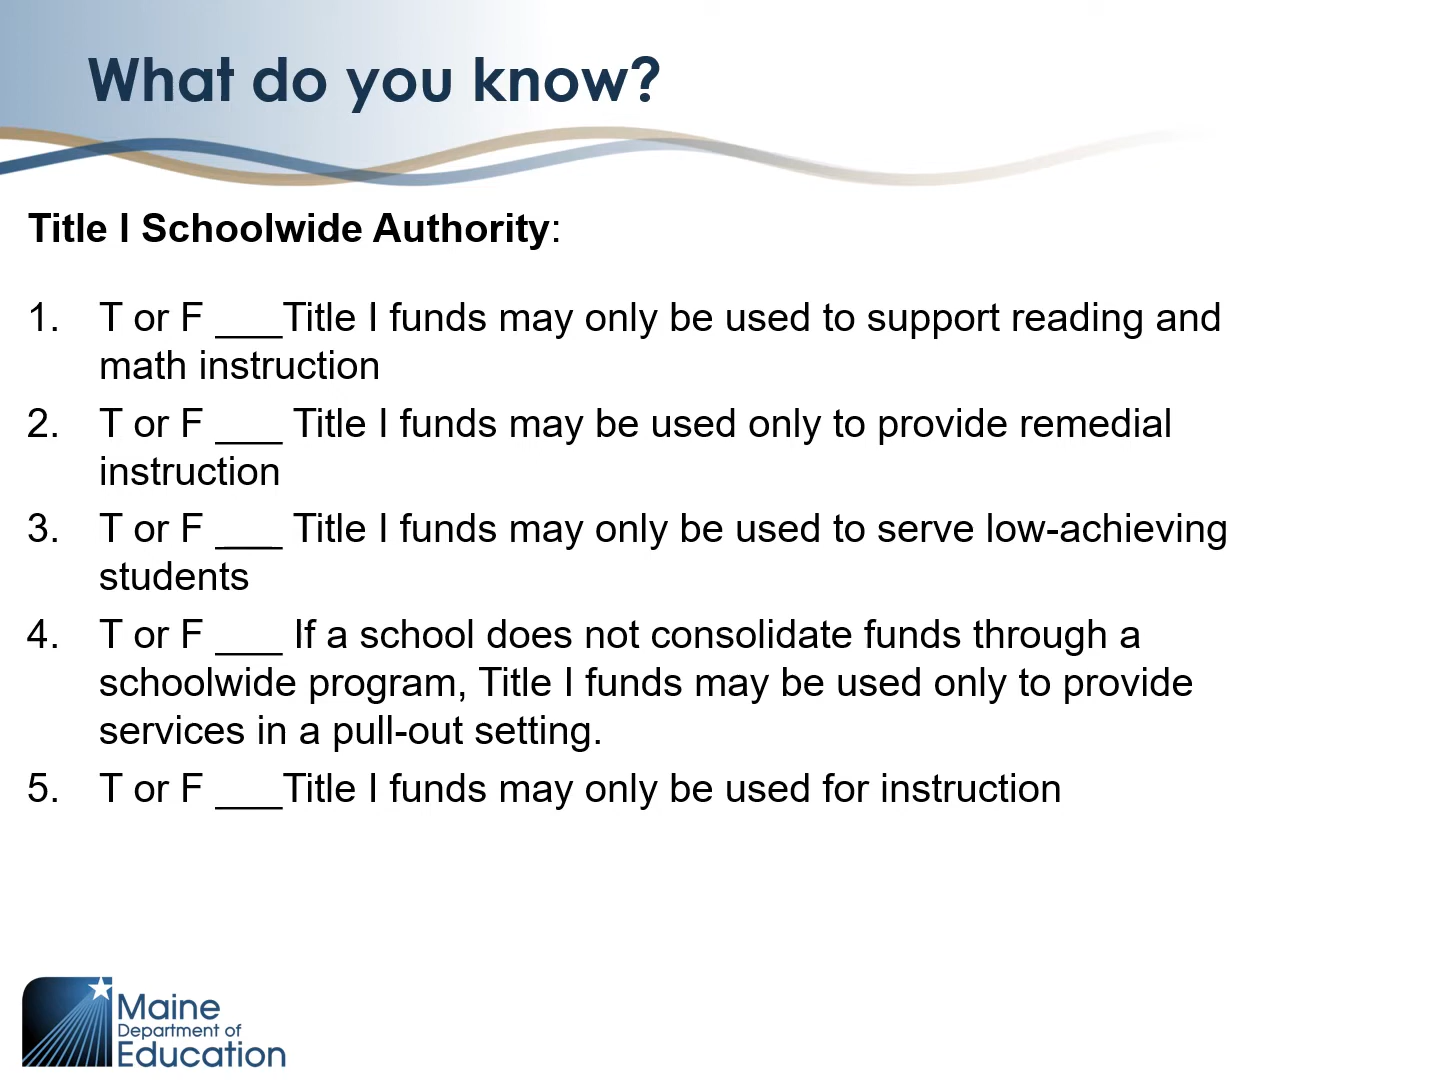 What do you know?
Title I Schoolwide Authority:
1. T or F ___Title I funds may only be used to support reading and
math instruction
2. T or F ___ Title I funds may be used only to provide remedial
instruction
3. T or F ___ Title I funds may only be used to serve low-achieving
students
4. T or F ___ If a school does not consolidate funds through a
schoolwide program, Title I funds may be used only to provide
services in a pull-out setting.
5. T or F ___Title I funds may only be used for instruction
Maine
Department of
Education